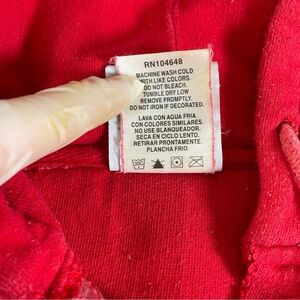 RN104648
MACHINE WASH COLD
WITH LIKE COLORS.
DO NOT BLEACH.
TUMBLE DRY LOW
REMOVE PROMPTLY.
DO NOT IRON IF DECORATED.
LAVA CON AGUA FRIA
CON COLORES SIMILARES.
NO USE BLANQUEADOR.
SECA EN CICLO LENTO.
RETIRAR PRONTAMENTE.
PLANCHA FRIO.